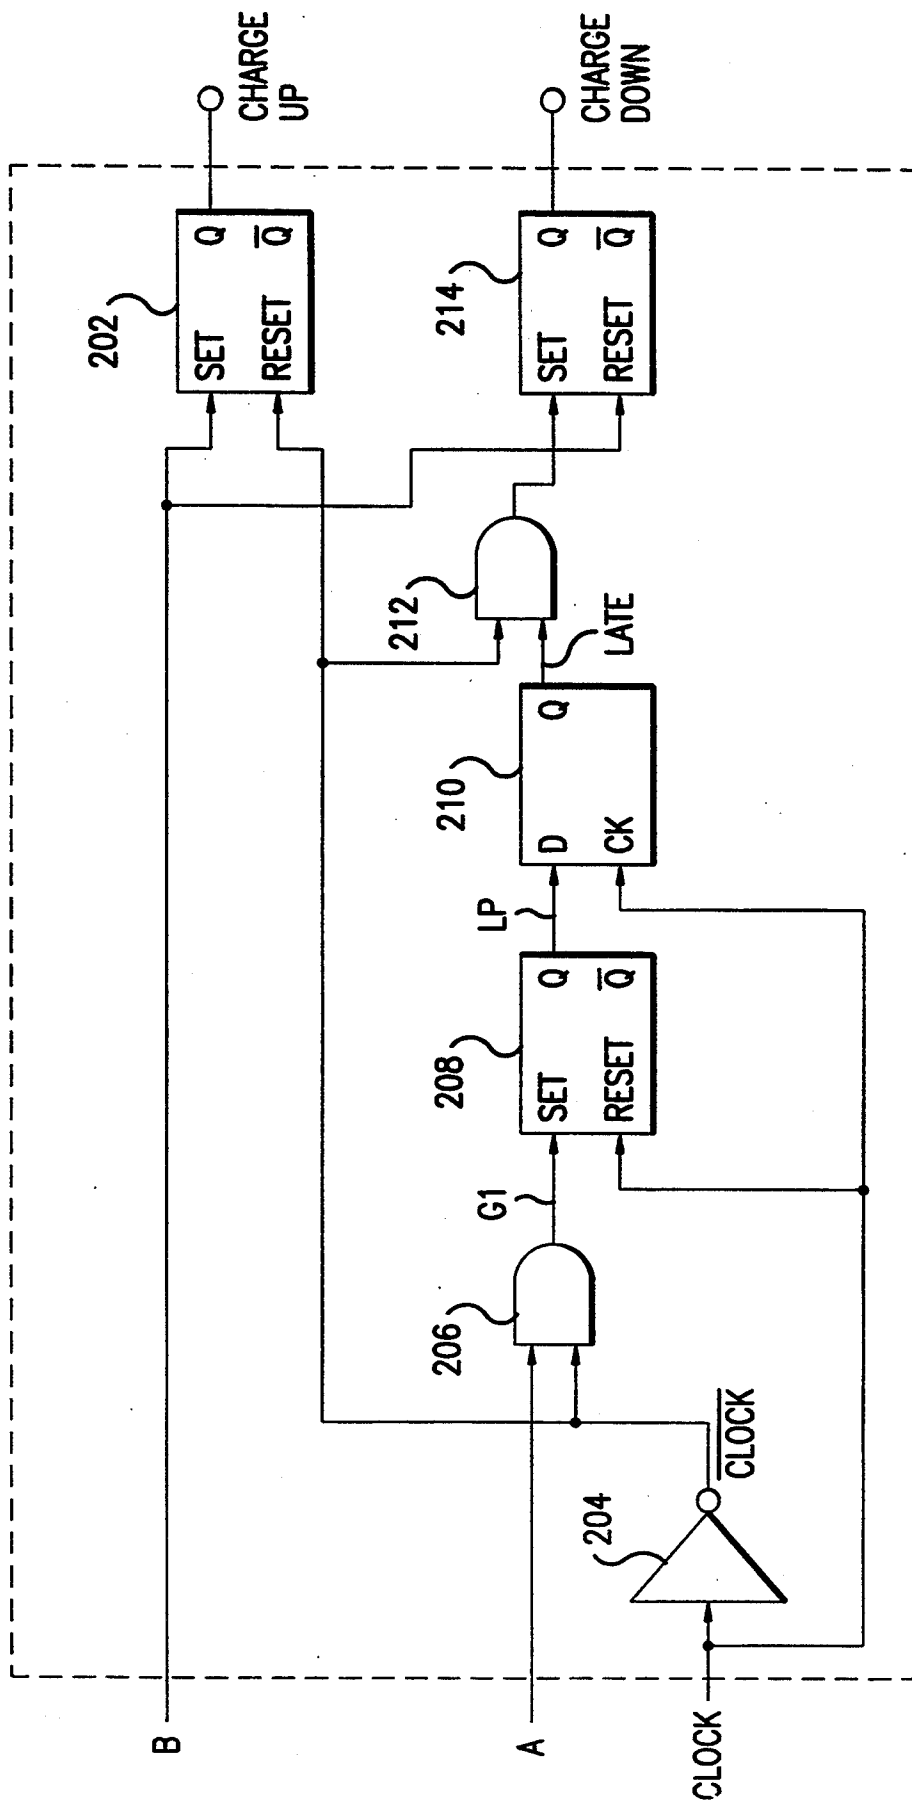 B
A
CLOCK
204
CLOCK
206
G1
208
SET
RESET
Q
Q
LP
210
D
CK
Q
LATE
212
202
SET
RESET
Q
Q
CHARGE
UP
214
SET
RESET
Q
Q
CHARGE
DOWN